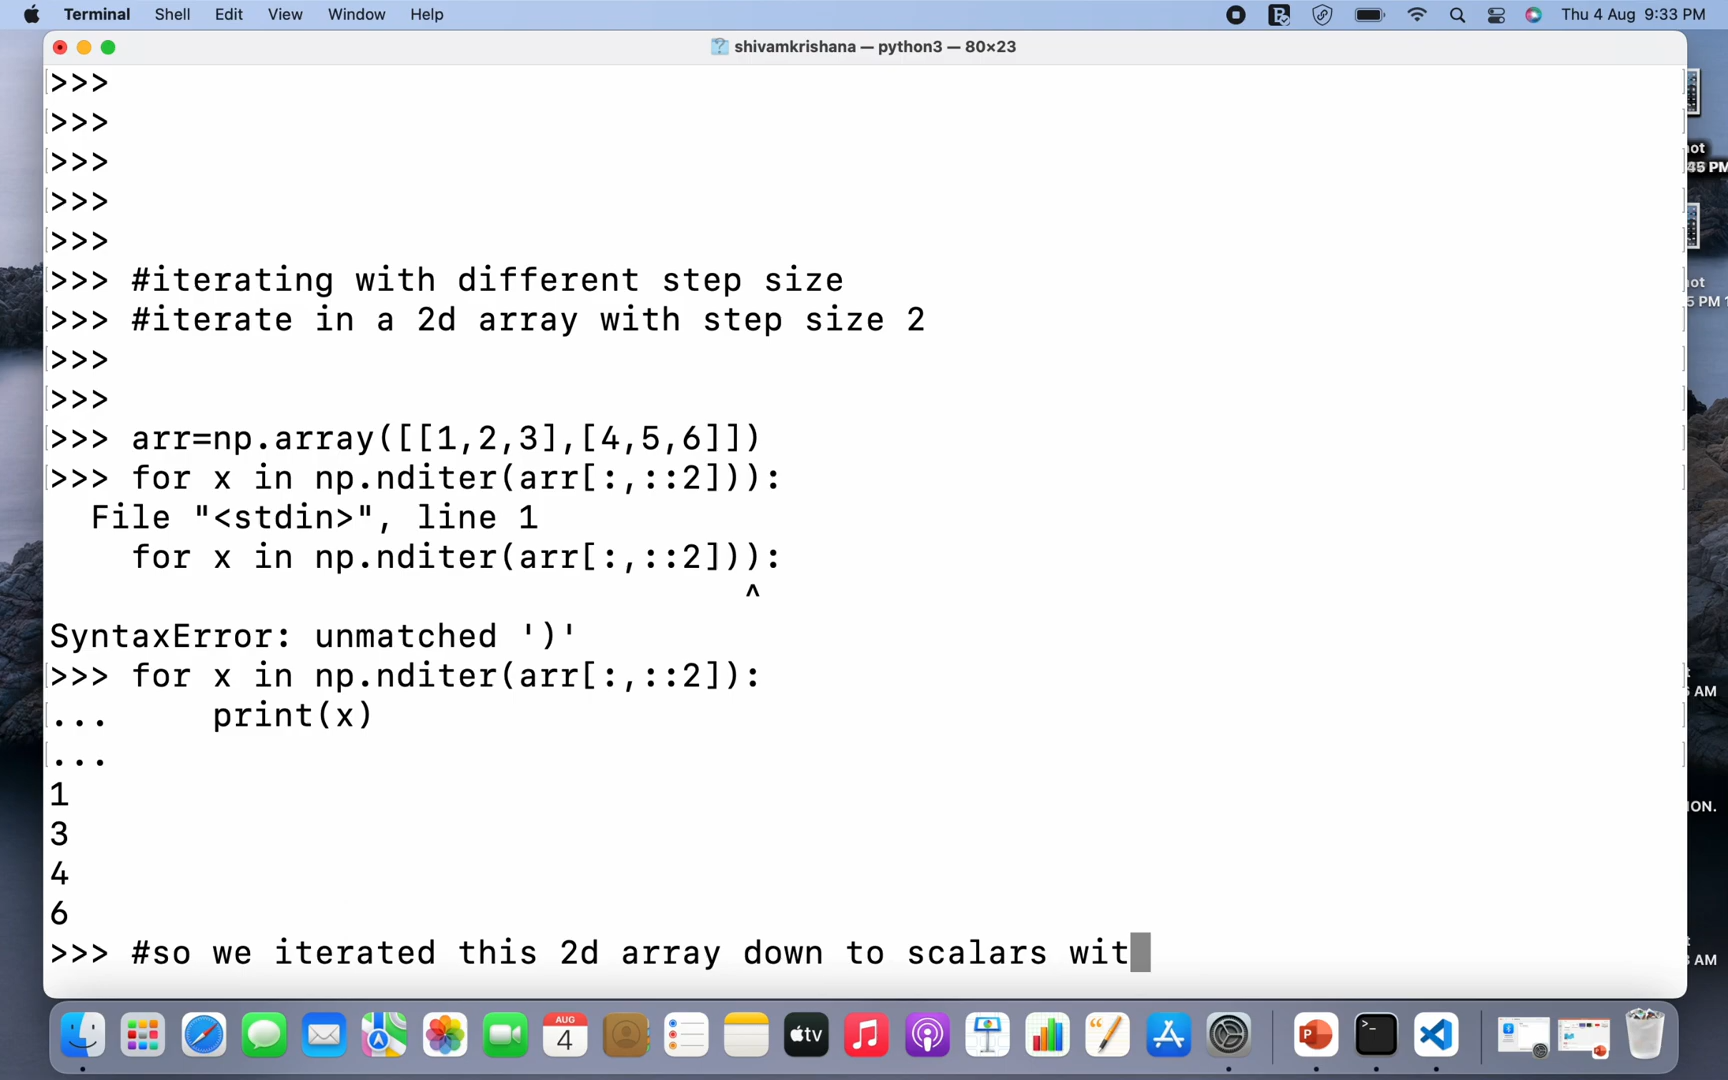 Terminal Shell Edit View Window Help Thu 4 Aug 9:33 PM
shivamkrishana — python3 — 80×23
>>>
>>>
>>>
>>>
>>>
>>> #iterating with different step size
>>> #iterate in a 2d array with step size 2
>>>
>>>
>>> arr=np.array([[1,2,3],[4,5,6]])
>>> for x in np.nditer(arr[:,::2])):
File "<stdin>", line 1
for x in np.nditer(arr[:,::2])):
^
SyntaxError: unmatched ')'
>>> for x in np.nditer(arr[:,::2]):
... print(x)
...
1
3
4
6
>>> #so we iterated this 2d array down to scalars wit
AUG
4
tv